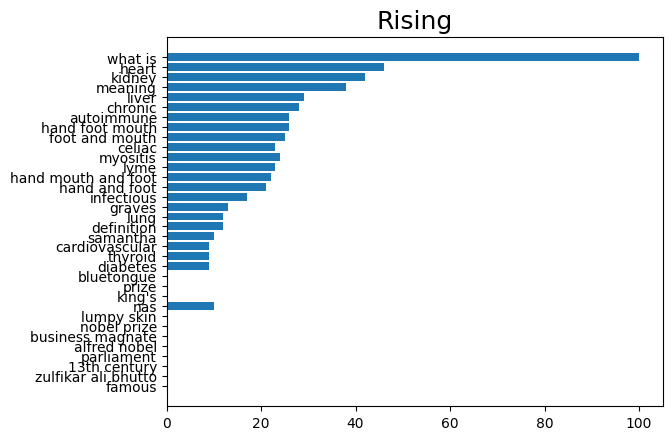 Rising
what is
heart
kidney
meaning
liver
chronic
autoimmune
hand foot mouth
foot and mouth
celiac
myositis
lyme
hand mouth and foot
hand and foot
infectious
graves
lung
definition
samantha
cardiovascular
thyroid
diabetes
bluetongue
prize
king's
nas
lumpy skin
nobel prize
business magnate
alfred nobel
parliament
13th century
zulfikar ali bhutto
famous
0 20 40 60 80 100